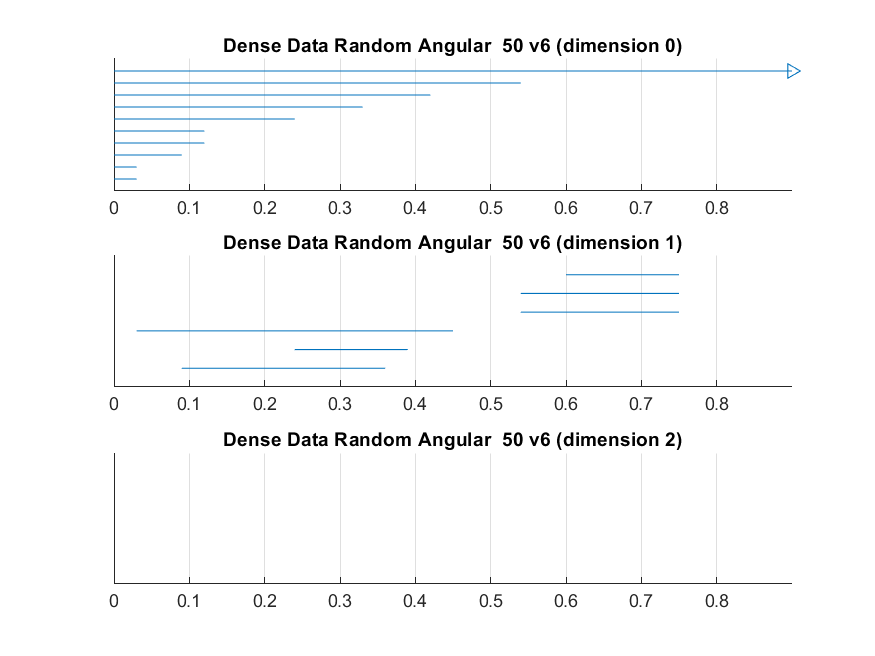 Dense Data Random Angular  50 v6 (dimension 0)
0 0.1 0.2 0.3 0.4 0.5 0.6 0.7 0.8
Dense Data Random Angular  50 v6 (dimension 1)
0 0.1 0.2 0.3 0.4 0.5 0.6 0.7 0.8
Dense Data Random Angular  50 v6 (dimension 2)
0 0.1 0.2 0.3 0.4 0.5 0.6 0.7 0.8